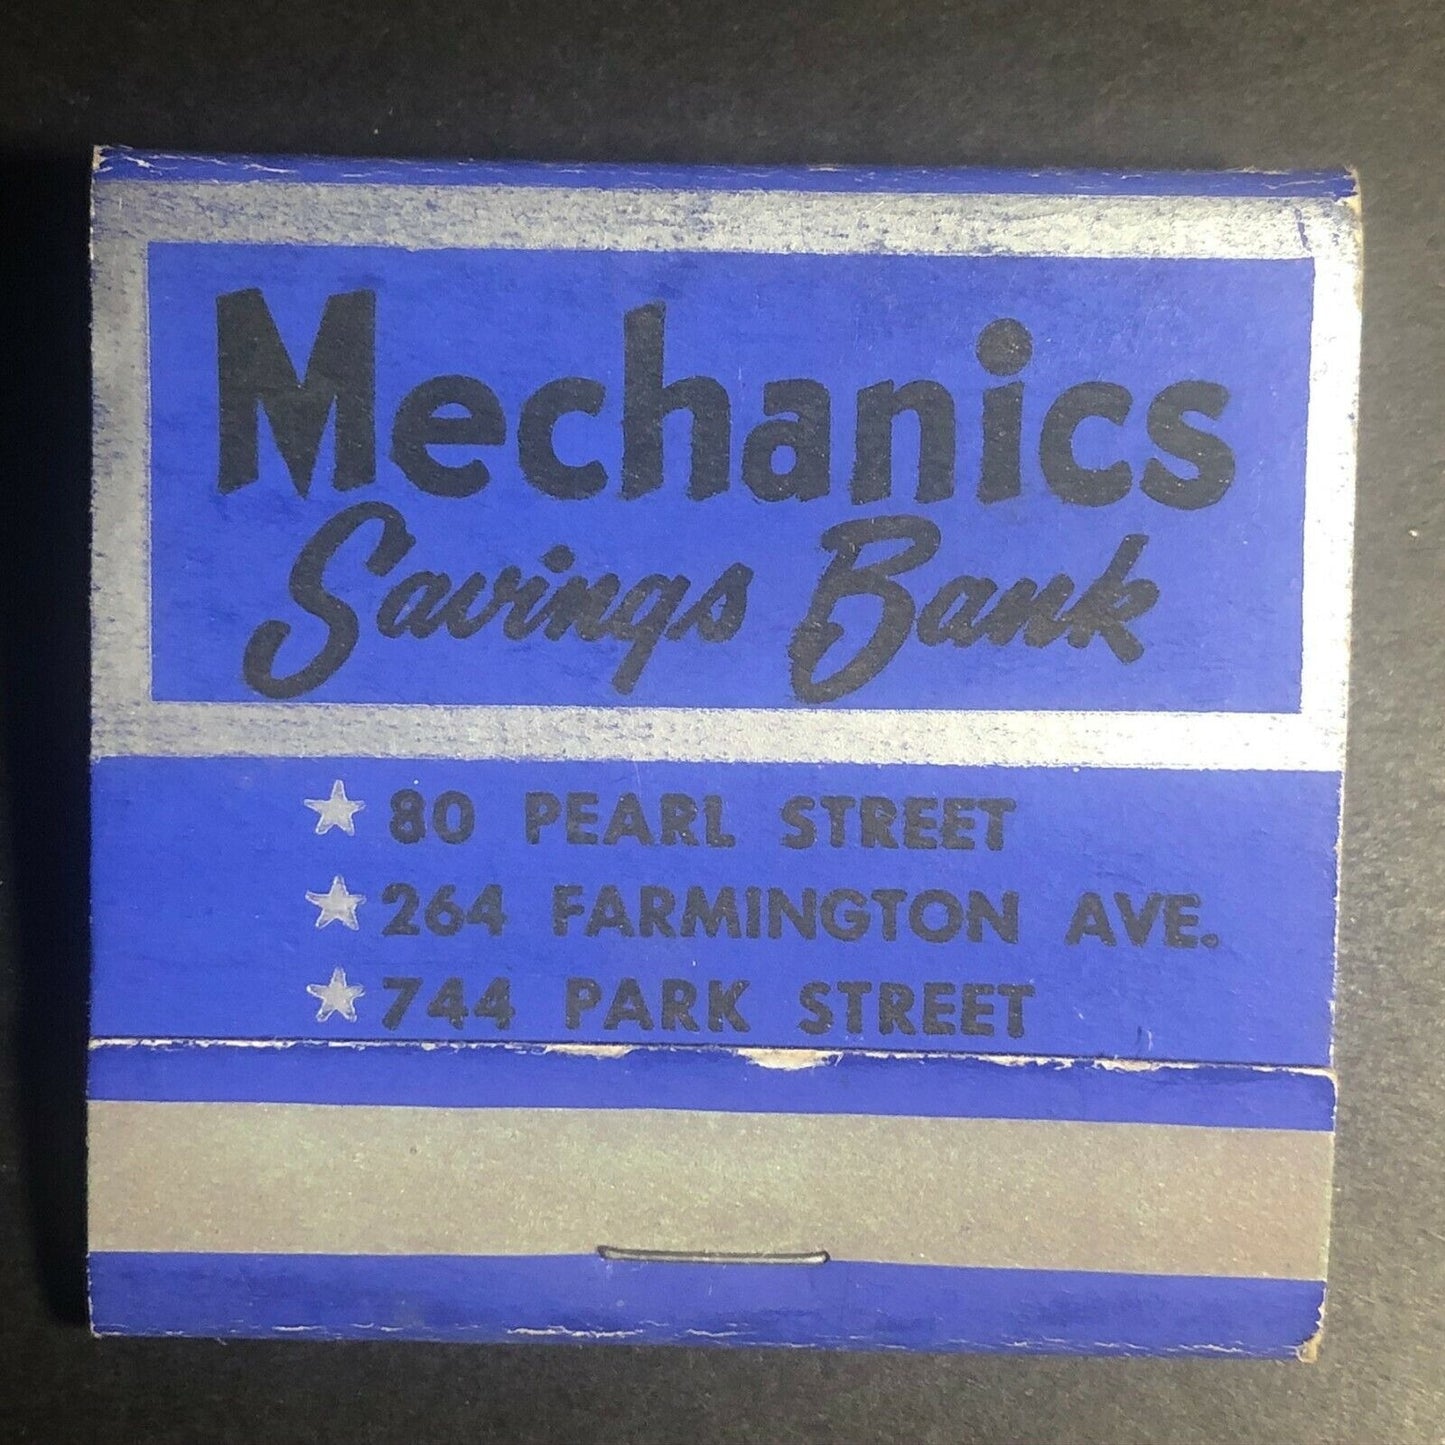 Mechanics
Savings Bank
80 PEARL STREET
264 FARMINGTON AVE.
744 PARK STREET